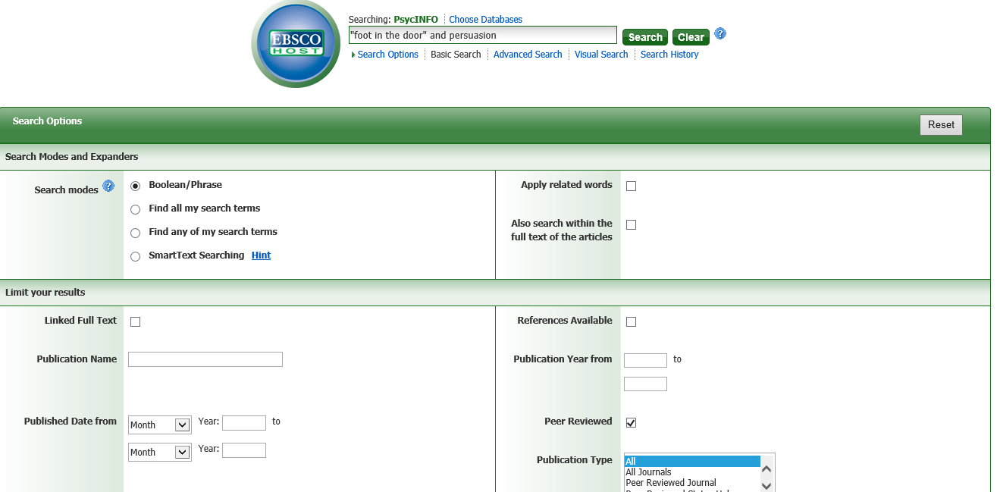 EBSCO
HOST
Searching: PsycINFO Choose Databases
"foot in the door" and persuasion Search Clear ?
Search Options Basic Search Advanced Search Visual Search Search History
Search Options Reset
Search Modes and Expanders
Search modes ?
Boolean/Phrase
Find all my search terms
Find any of my search terms
SmartText Searching Hint
Apply related words
Also search within the
full text of the articles
Limit your results
Linked Full Text
References Available
Publication Name
Publication Year from to
Published Date from Month Year: to
Month Year:
Peer Reviewed
Publication Type
All
All Journals
Peer Reviewed Journal